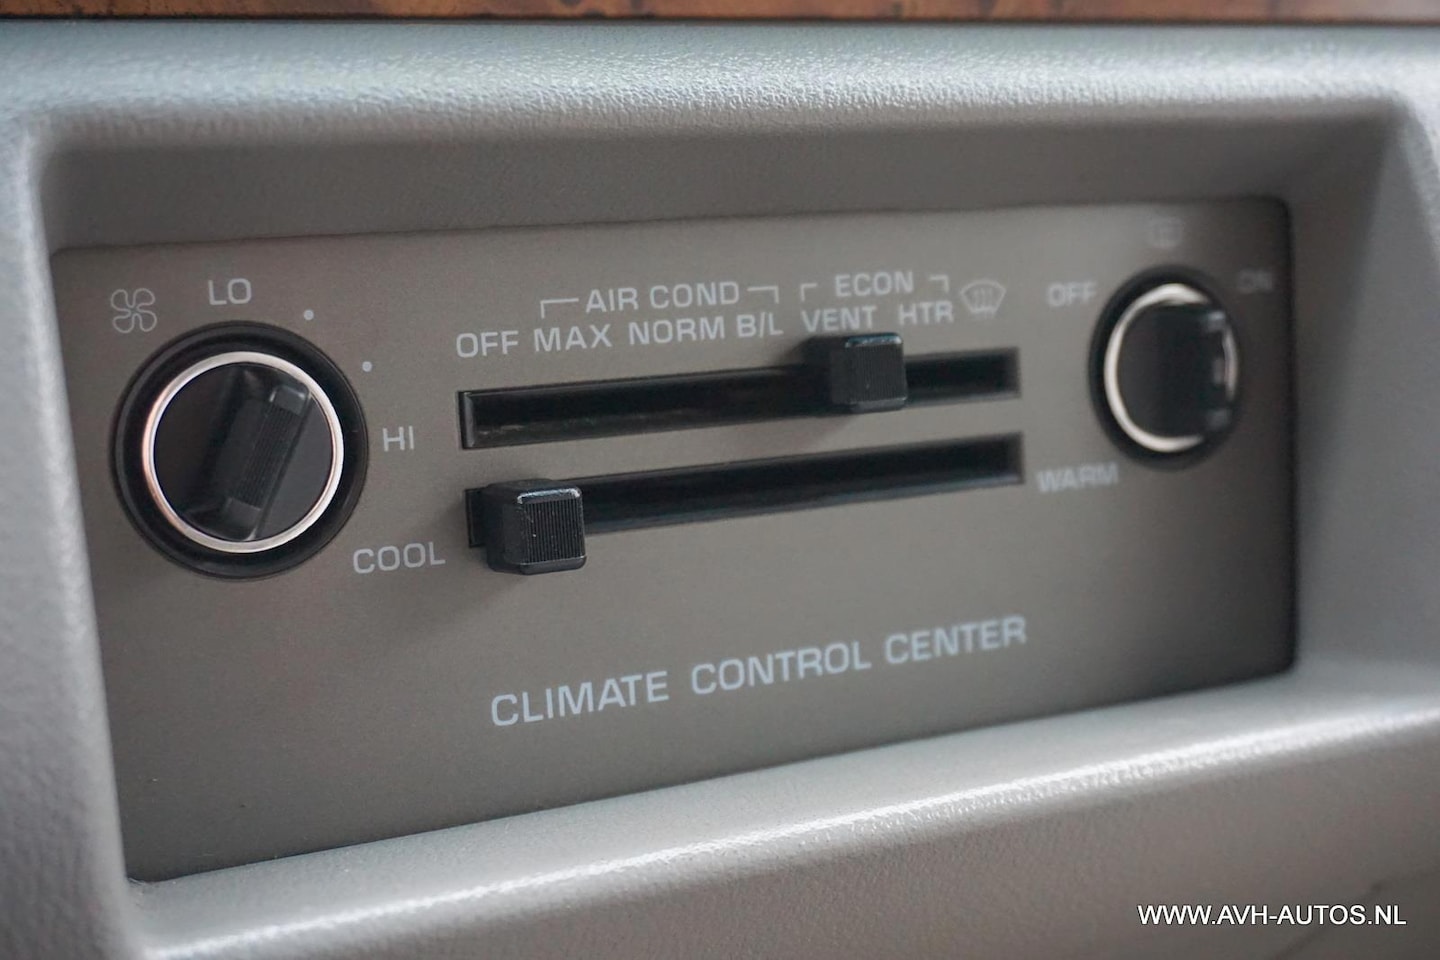 LO
HI
COOL
AIR COND
ECON
OFF MAX NORM B/L VENT HTR
OFF
ON
WARM
CLIMATE CONTROL CENTER
WWW.AVH-AUTOS.NL